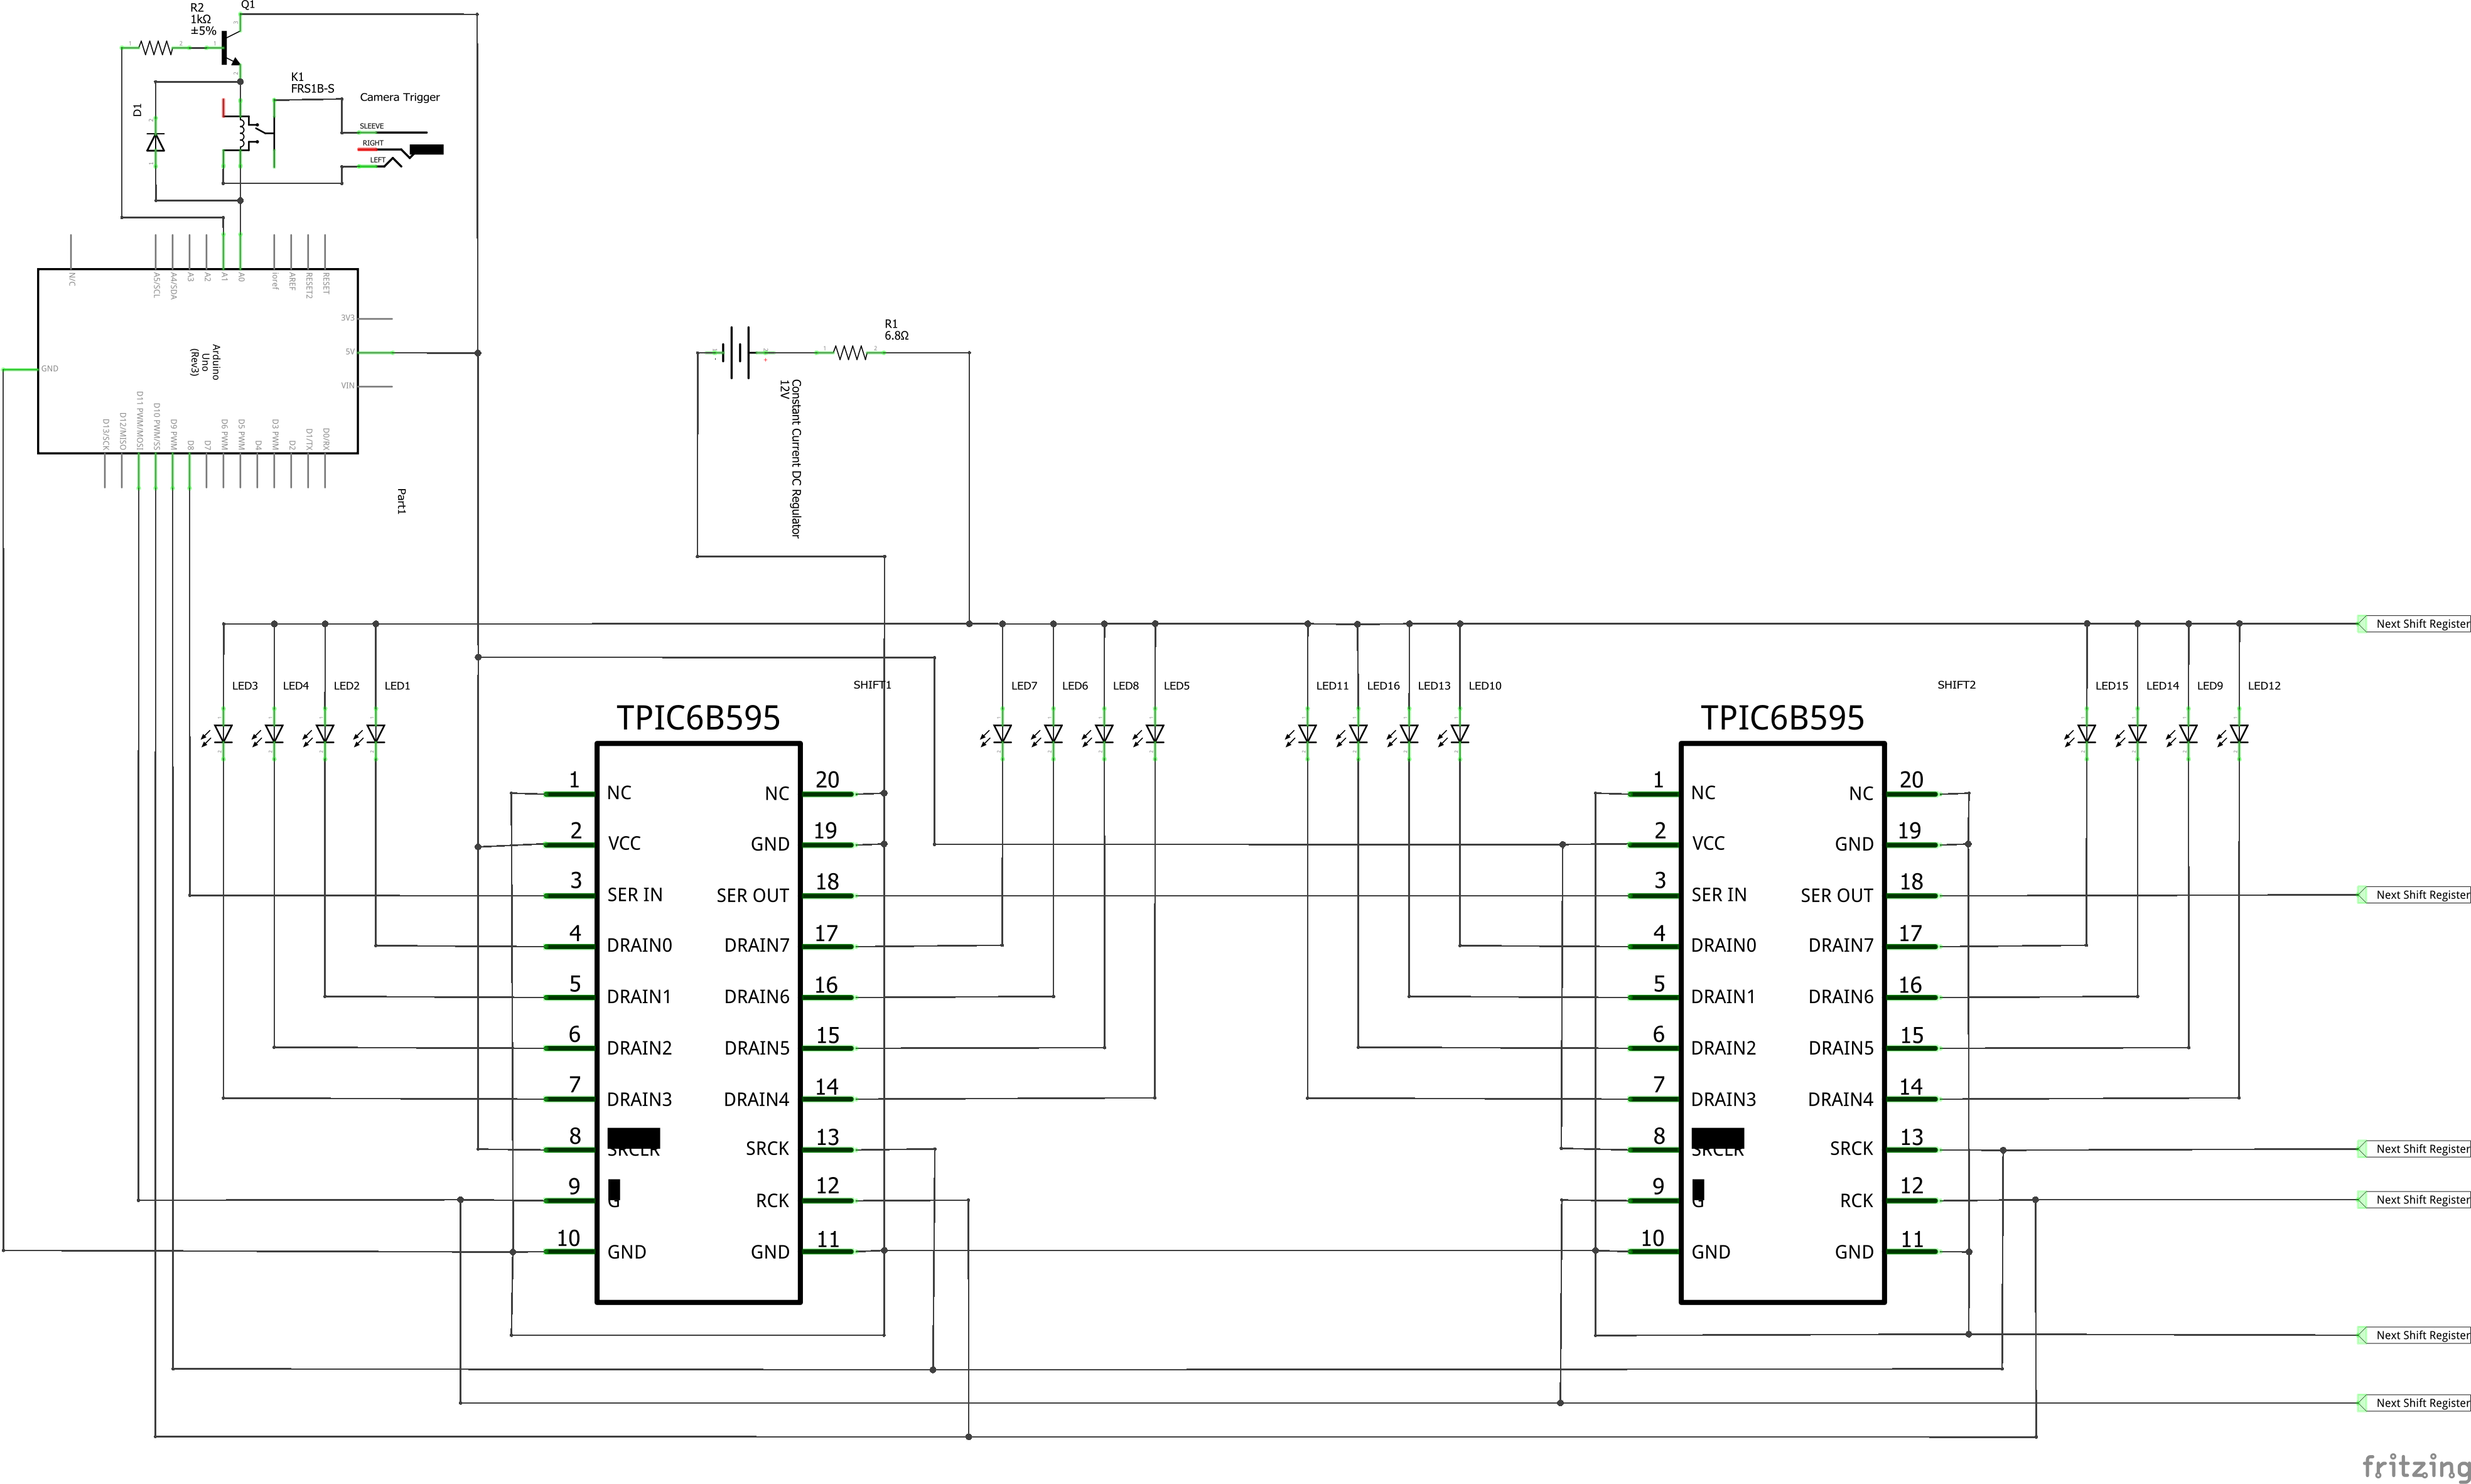 R2
1kΩ
±5%
Q1
1
2
1
3
2
K1
FRS1B-S
Camera Trigger
D1
2
1
SLEEVE
RIGHT
LEFT
N/C
A5/SCL
A4/SDA
A3
A2
A1
A0
ioref
AREF
RESET2
RESET
3V3
5V
VIN
GND
Arduino
Uno
(Rev3)
D13/SCK
D12/MISO
D11 PWM/MOSI
D10 PWM/SS
D9 PWM
D8
D7
D6 PWM
D5 PWM
D4
D3 PWM
D2
D1/TX
D0/RX
Part1
R1
6.8Ω
-
+
1
2
Constant Current DC Regulator
12V
Next Shift Register
LED3
LED4
LED2
LED1
SHIFT1
LED7
LED6
LED8
LED5
LED11
LED16
LED13
LED10
SHIFT2
LED15
LED14
LED9
LED12
TPIC6B595
1 NC NC 20
2 VCC GND 19
3 SER IN SER OUT 18
4 DRAIN0 DRAIN7 17
5 DRAIN1 DRAIN6 16
6 DRAIN2 DRAIN5 15
7 DRAIN3 DRAIN4 14
8 SRCLR SRCK 13
9 G RCK 12
10 GND GND 11
TPIC6B595
1 NC NC 20
2 VCC GND 19
3 SER IN SER OUT 18
4 DRAIN0 DRAIN7 17
5 DRAIN1 DRAIN6 16
6 DRAIN2 DRAIN5 15
7 DRAIN3 DRAIN4 14
8 SRCLR SRCK 13
9 G RCK 12
10 GND GND 11
Next Shift Register
Next Shift Register
Next Shift Register
Next Shift Register
Next Shift Register
fritzing